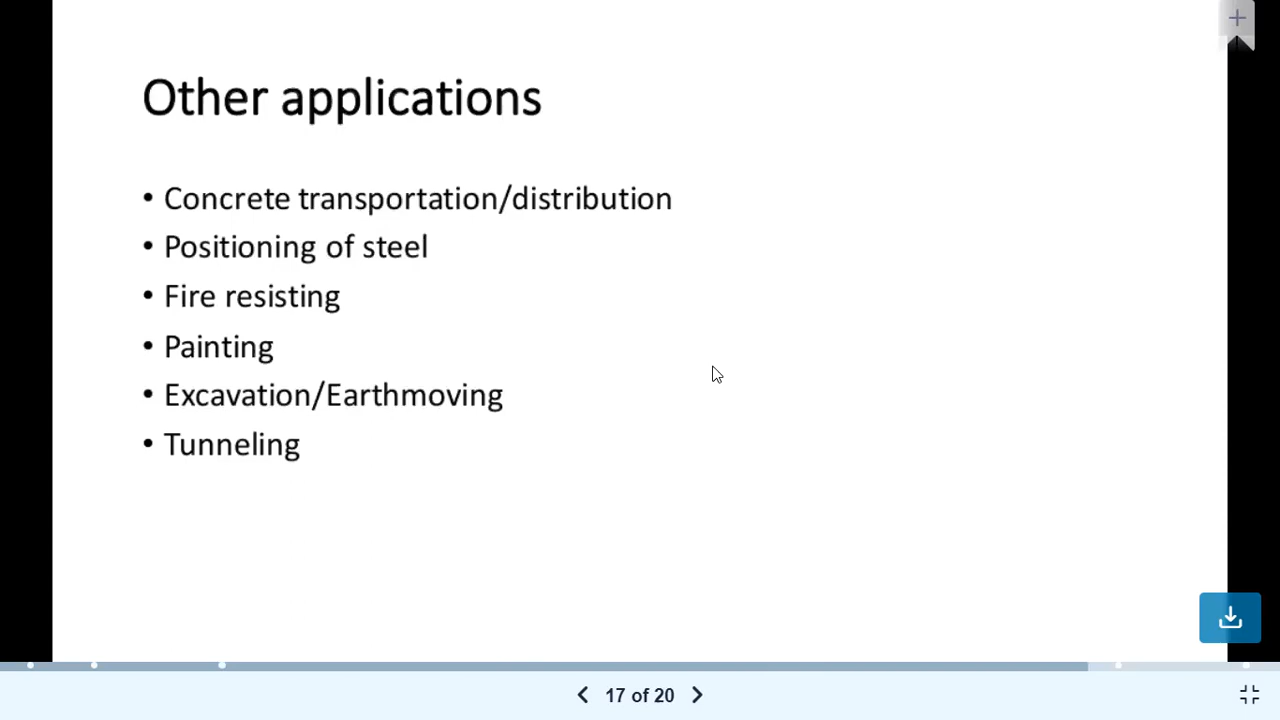 Other applications
• Concrete transportation/distribution
• Positioning of steel
• Fire resisting
• Painting
• Excavation/Earthmoving
• Tunneling
17 of 20